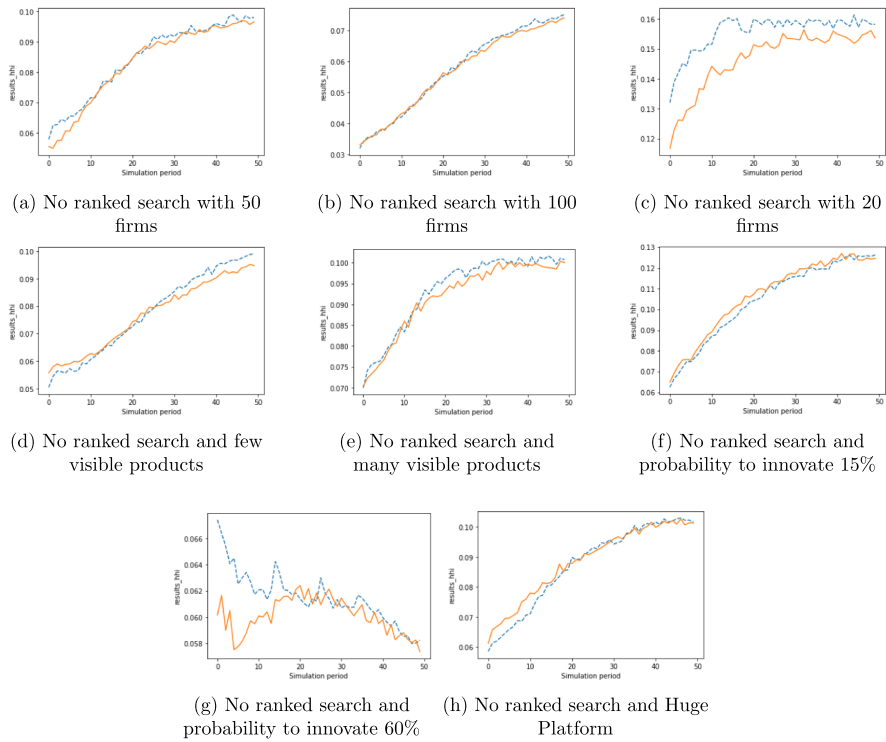 0.10
0.09
0.08
0.07
0.06
results_hhi
0 10 20 30 40 50
Simulation period
(a) No ranked search with 50
firms
0.07
0.06
0.05
0.04
0.03
results_hhi
0 10 20 30 40 50
Simulation period
(b) No ranked search with 100
firms
0.16
0.15
0.14
0.13
0.12
results_hhi
0 10 20 30 40 50
Simulation period
(c) No ranked search with 20
firms
0.10
0.09
0.08
0.07
0.06
0.05
results_hhi
0 10 20 30 40 50
Simulation period
(d) No ranked search and few
visible products
0.100
0.095
0.090
0.085
0.080
0.075
0.070
results_hhi
0 10 20 30 40 50
Simulation period
(e) No ranked search and
many visible products
0.13
0.12
0.11
0.10
0.09
0.08
0.07
0.06
results_hhi
0 10 20 30 40 50
Simulation period
(f) No ranked search and
probability to innovate 15%
0.066
0.064
0.062
0.060
0.058
results_hhi
0 10 20 30 40 50
Simulation period
(g) No ranked search and
probability to innovate 60%
0.10
0.09
0.08
0.07
0.06
results_hhi
0 10 20 30 40 50
Simulation period
(h) No ranked search and Huge
Platform